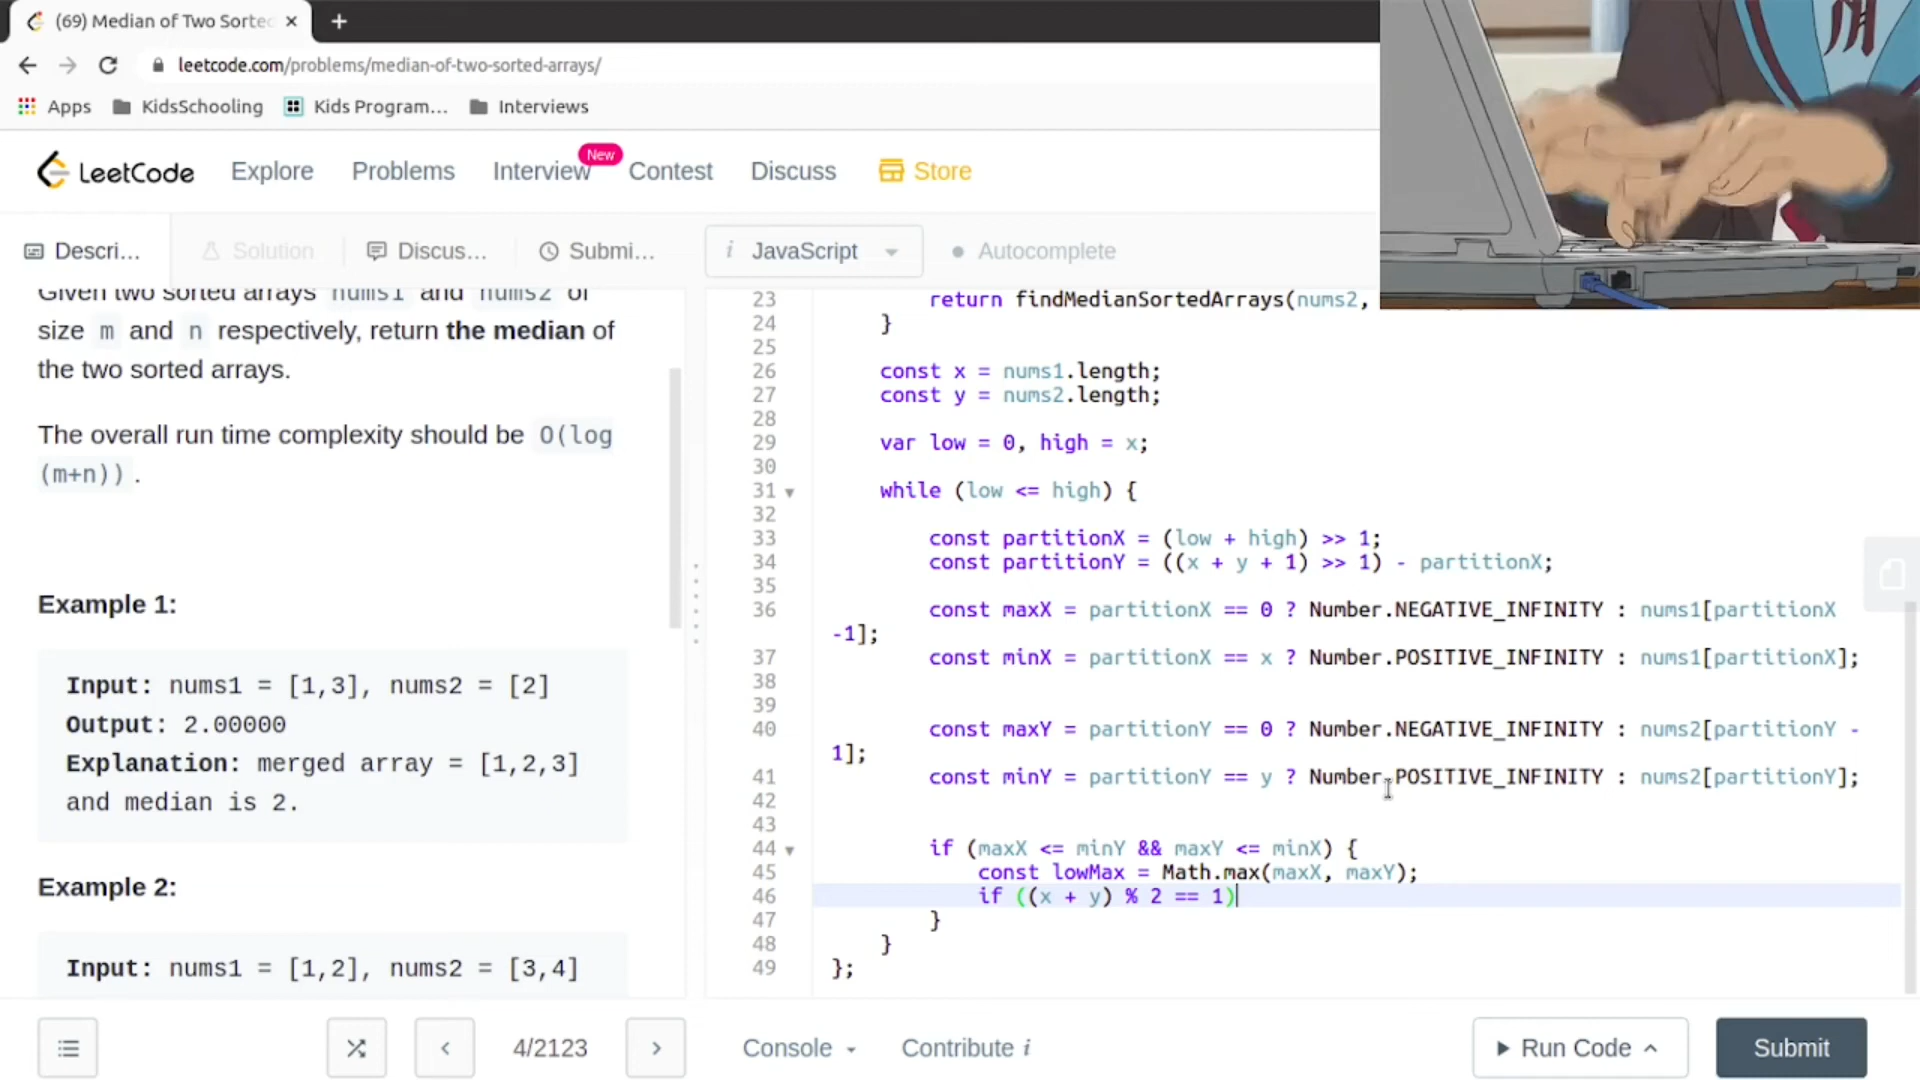 (69) Median of Two Sorted
leetcode.com/problems/median-of-two-sorted-arrays/
Apps KidsSchooling Kids Program... Interviews
LeetCode Explore Problems Interview New Contest Discuss Store
Descri... Solution Discus... Submi... i JavaScript Autocomplete
Given two sorted arrays nums1 and nums2 of
size m and n respectively, return the median of
the two sorted arrays.
The overall run time complexity should be O(log
(m+n)) .
Example 1:
Input: nums1 = [1,3], nums2 = [2]
Output: 2.00000
Explanation: merged array = [1,2,3]
and median is 2.
Example 2:
Input: nums1 = [1,2], nums2 = [3,4]
23 return findMedianSortedArrays(nums2,
24 }
25
26 const x = nums1.length;
27 const y = nums2.length;
28
29 var low = 0, high = x;
30
31 while (low <= high) {
32
33 const partitionX = (low + high) >> 1;
34 const partitionY = ((x + y + 1) >> 1) - partitionX;
35
36 const maxX = partitionX == 0 ? Number.NEGATIVE_INFINITY : nums1[partitionX
-1];
37 const minX = partitionX == x ? Number.POSITIVE_INFINITY : nums1[partitionX];
38
39
40 const maxY = partitionY == 0 ? Number.NEGATIVE_INFINITY : nums2[partitionY -
1];
41 const minY = partitionY == y ? Number.POSITIVE_INFINITY : nums2[partitionY];
42
43
44 if (maxX <= minY && maxY <= minX) {
45 const lowMax = Math.max(maxX, maxY);
46 if ((x + y) % 2 == 1)
47 }
48 }
49 };
4/2123 Console Contribute i Run Code Submit